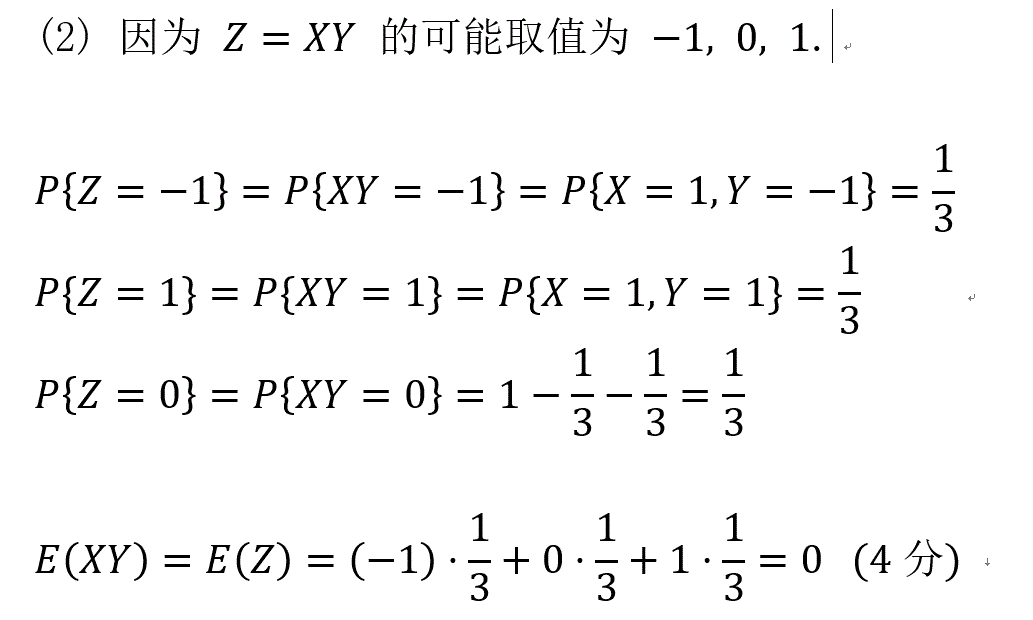 (2) 因为 Z = XY 的可能取值为 −1, 0, 1.
P{Z = −1} = P{XY = −1} = P{X = 1, Y = −1} = 1/3
P{Z = 1} = P{XY = 1} = P{X = 1, Y = 1} = 1/3
P{Z = 0} = P{XY = 0} = 1 − 1/3 − 1/3 = 1/3
E(XY) = E(Z) = (−1) · 1/3 + 0 · 1/3 + 1 · 1/3 = 0 (4 分)